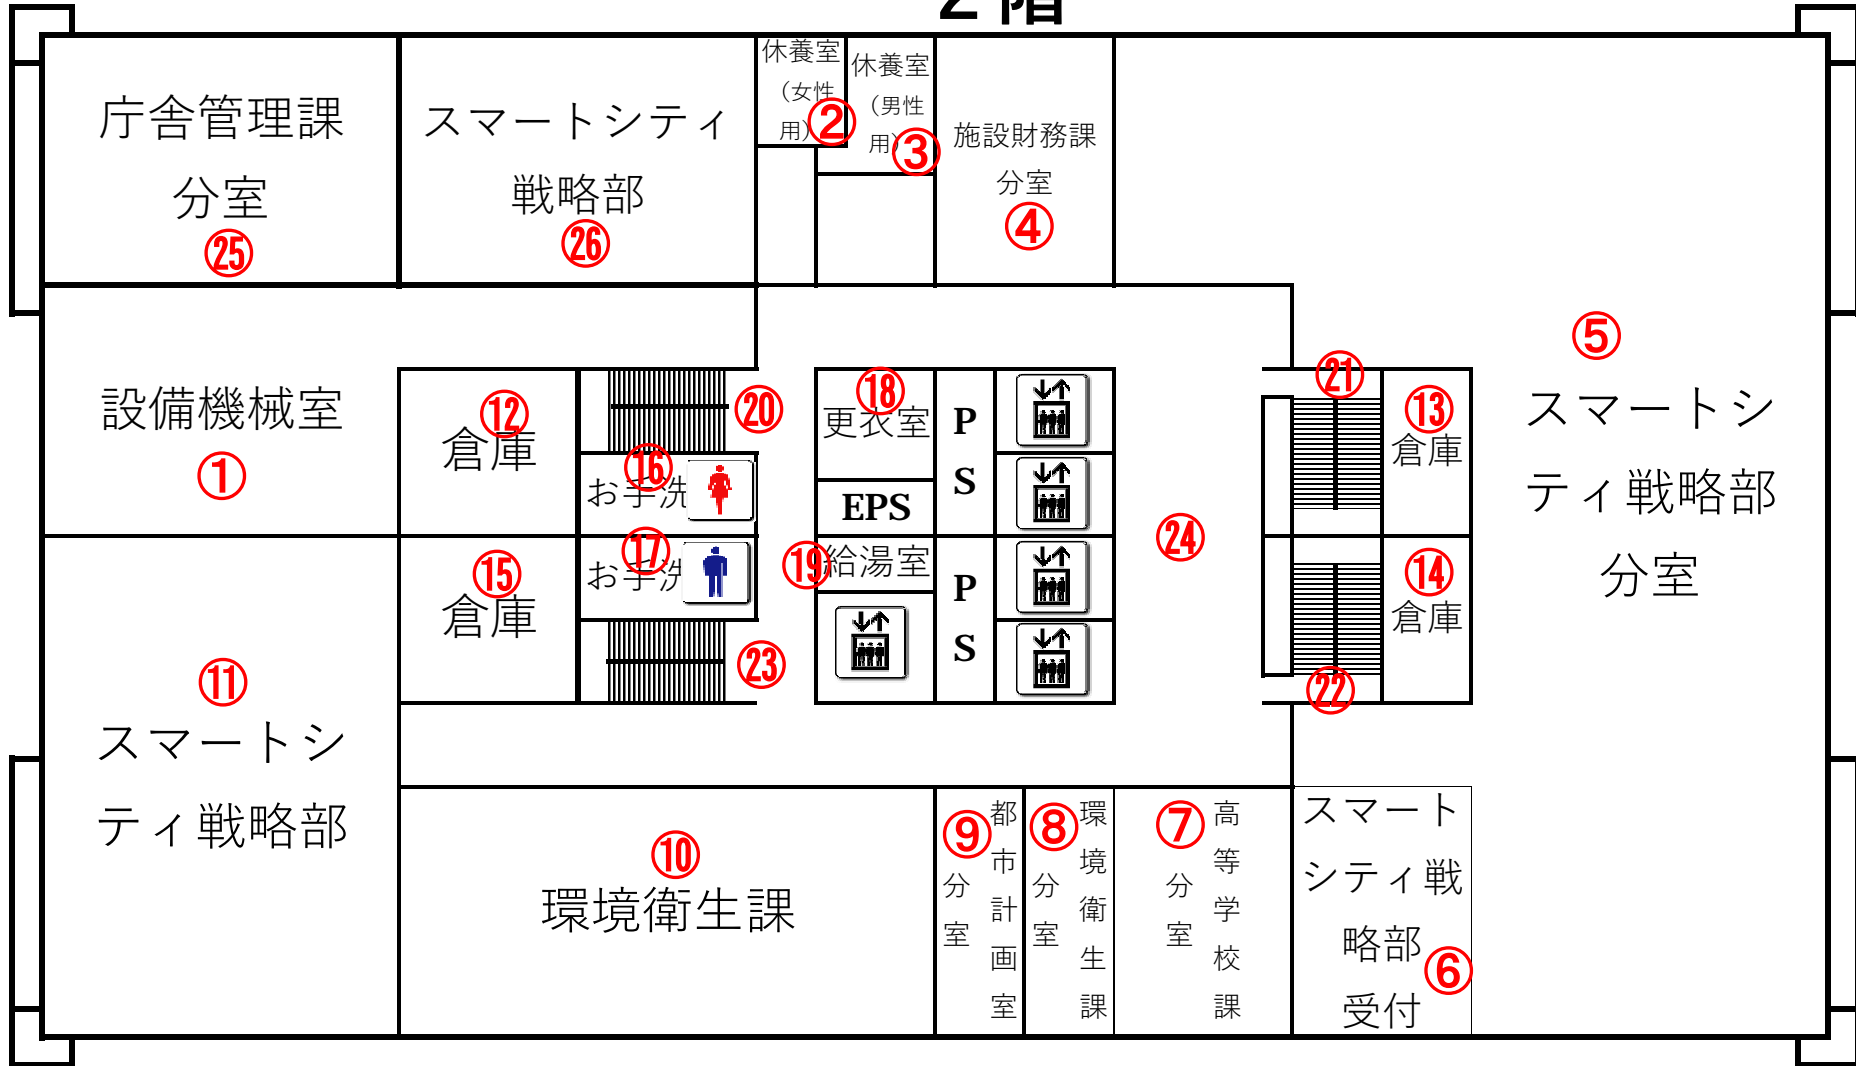 2階
庁舎管理課
分室
㉕
スマートシティ
戦略部
㉖
休養室
（女性
用）
②
休養室
（男性
用）
③
施設財務課
分室
④
⑤
スマートシ
ティ戦略部
分室
設備機械室
①
⑫
倉庫
⑳
⑯
お手洗
⑰
お手洗
⑮
倉庫
㉓
⑱
更衣室
EPS
⑲
給湯室
P
S
P
S
㉔
㉑
⑬
倉庫
⑭
倉庫
㉒
⑪
スマートシ
ティ戦略部
⑩
環境衛生課
⑨
都市計画室
分室
⑧
環境衛生課
分室
⑦
高等学校課
分室
スマート
シティ戦
略部
受付
⑥